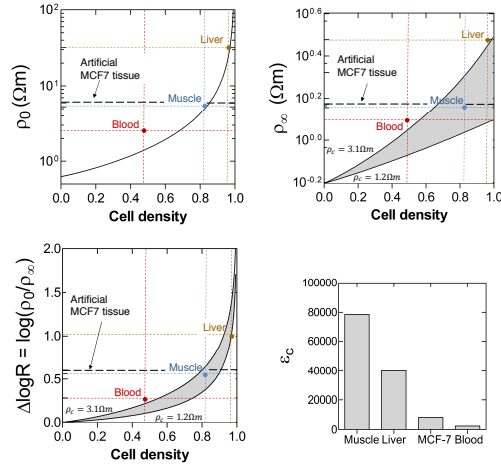 10²
10¹
10⁰
ρ₀ (Ωm)
Artificial
MCF7 tissue
Liver
Muscle
Blood
0.0 0.2 0.4 0.6 0.8 1.0
Cell density
10^0.6
10^0.4
10^0.2
10^0.0
10^-0.2
ρ∞ (Ωm)
Artificial
MCF7 tissue
Liver
Muscle
Blood
ρc = 3.1Ωm
ρc = 1.2Ωm
0.0 0.2 0.4 0.6 0.8 1.0
Cell density
2.0
1.5
1.0
0.5
0.0
ΔlogR = log(ρ₀/ρ∞)
Artificial
MCF7 tissue
Liver
Muscle
Blood
ρc = 3.1Ωm
ρc = 1.2Ωm
0.0 0.2 0.4 0.6 0.8 1.0
Cell density
100000
80000
60000
40000
20000
0
εc
Muscle Liver MCF-7 Blood